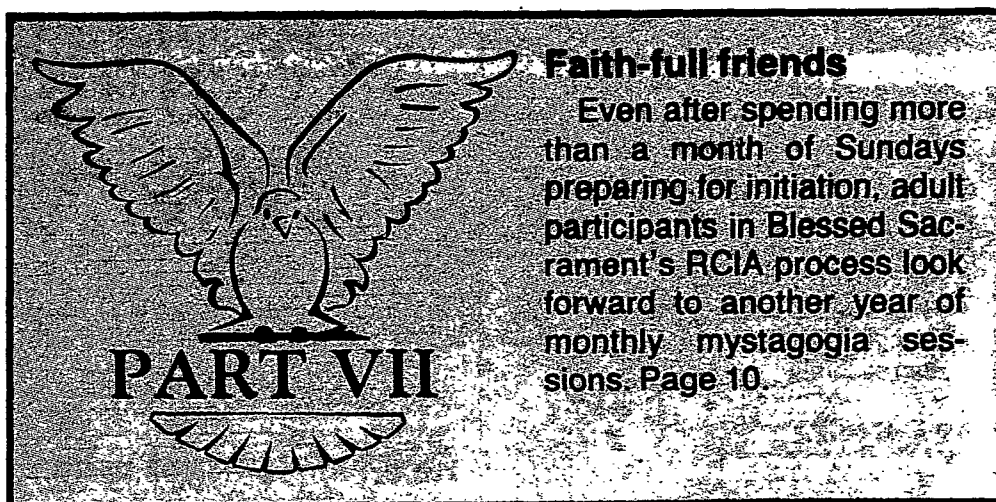 Faith-full friends
Even after spending more
than a month of Sundays
preparing for initiation, adult
participants in Blessed Sac-
rament's RCIA process look
forward to another year of
monthly mystagogia ses-
sions. Page 10.
PART VII